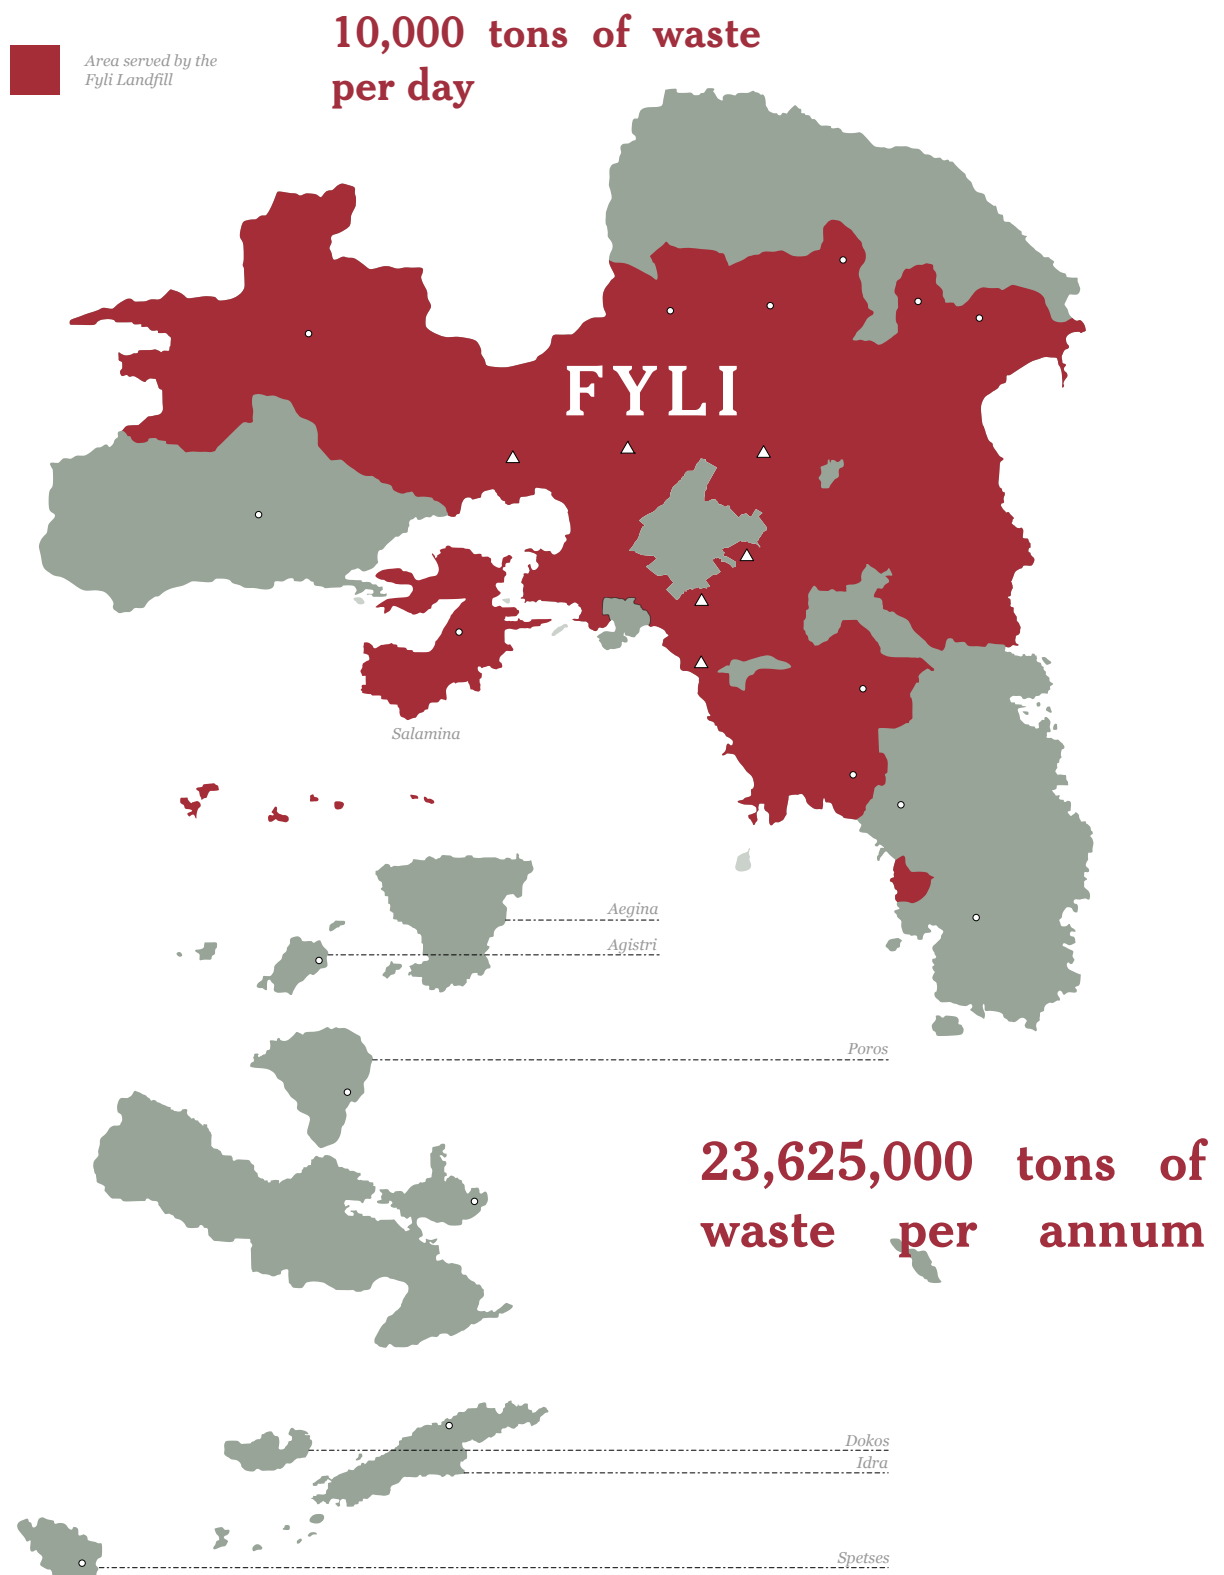 10,000 tons of waste
per day
Area served by the
Fyli Landfill
FYLI
Salamina
Aegina
Agistri
Poros
23,625,000 tons of
waste per annum
Dokos
Idra
Spetses